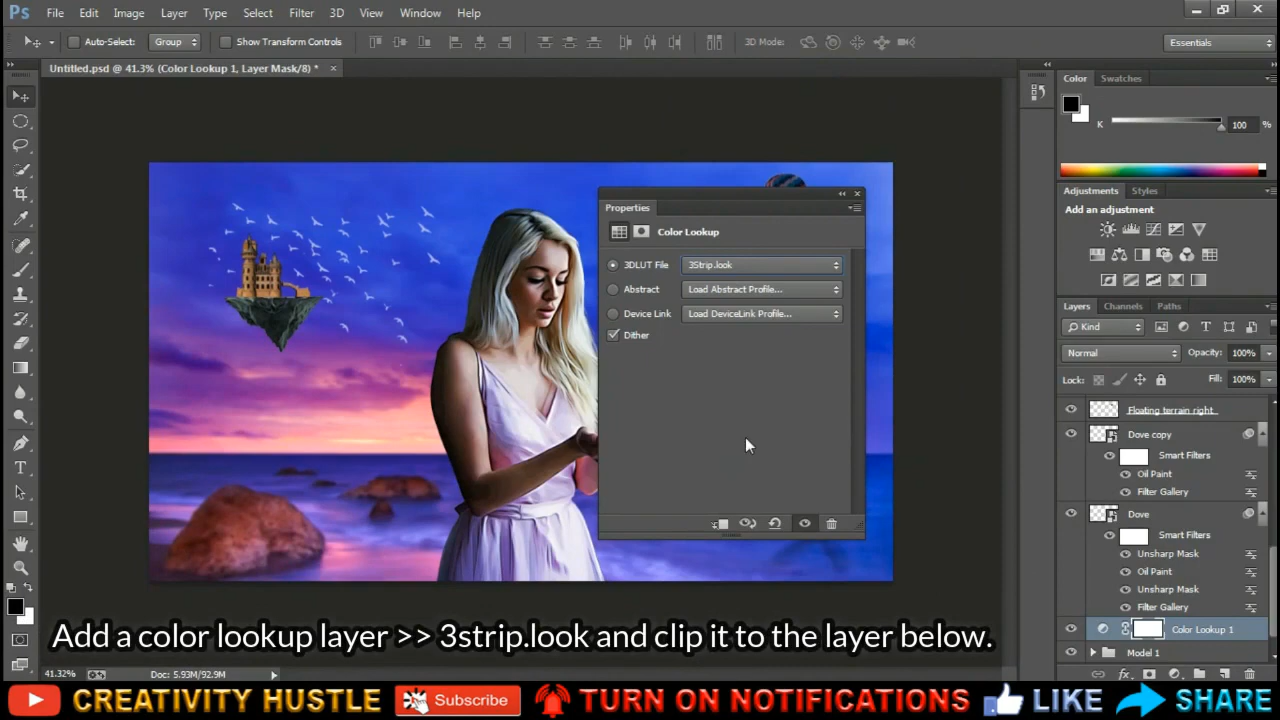 Ps File Edit Image Layer Type Select Filter 3D View Window Help
Auto-Select: Group Show Transform Controls 3D Mode: Essentials
Untitled.psd @ 41.3% (Color Lookup 1, Layer Mask/8) *
Color Swatches
K 100 %
Adjustments Styles
Add an adjustment
Properties
Color Lookup
3DLUT File 3Strip.look
Abstract Load Abstract Profile...
Device Link Load DeviceLink Profile...
Dither
Layers Channels Paths
Kind
Normal Opacity: 100%
Lock: Fill: 100%
Floating terrain right
Dove copy
Smart Filters
Oil Paint
Filter Gallery
Dove
Smart Filters
Unsharp Mask
Oil Paint
Unsharp Mask
Filter Gallery
Color Lookup 1
Model 1
Add a color lookup layer >> 3strip.look and clip it to the layer below.
41.32% Doc: 5.93M/92.9M
CREATIVITY HUSTLE Subscribe TURN ON NOTIFICATIONS LIKE SHARE